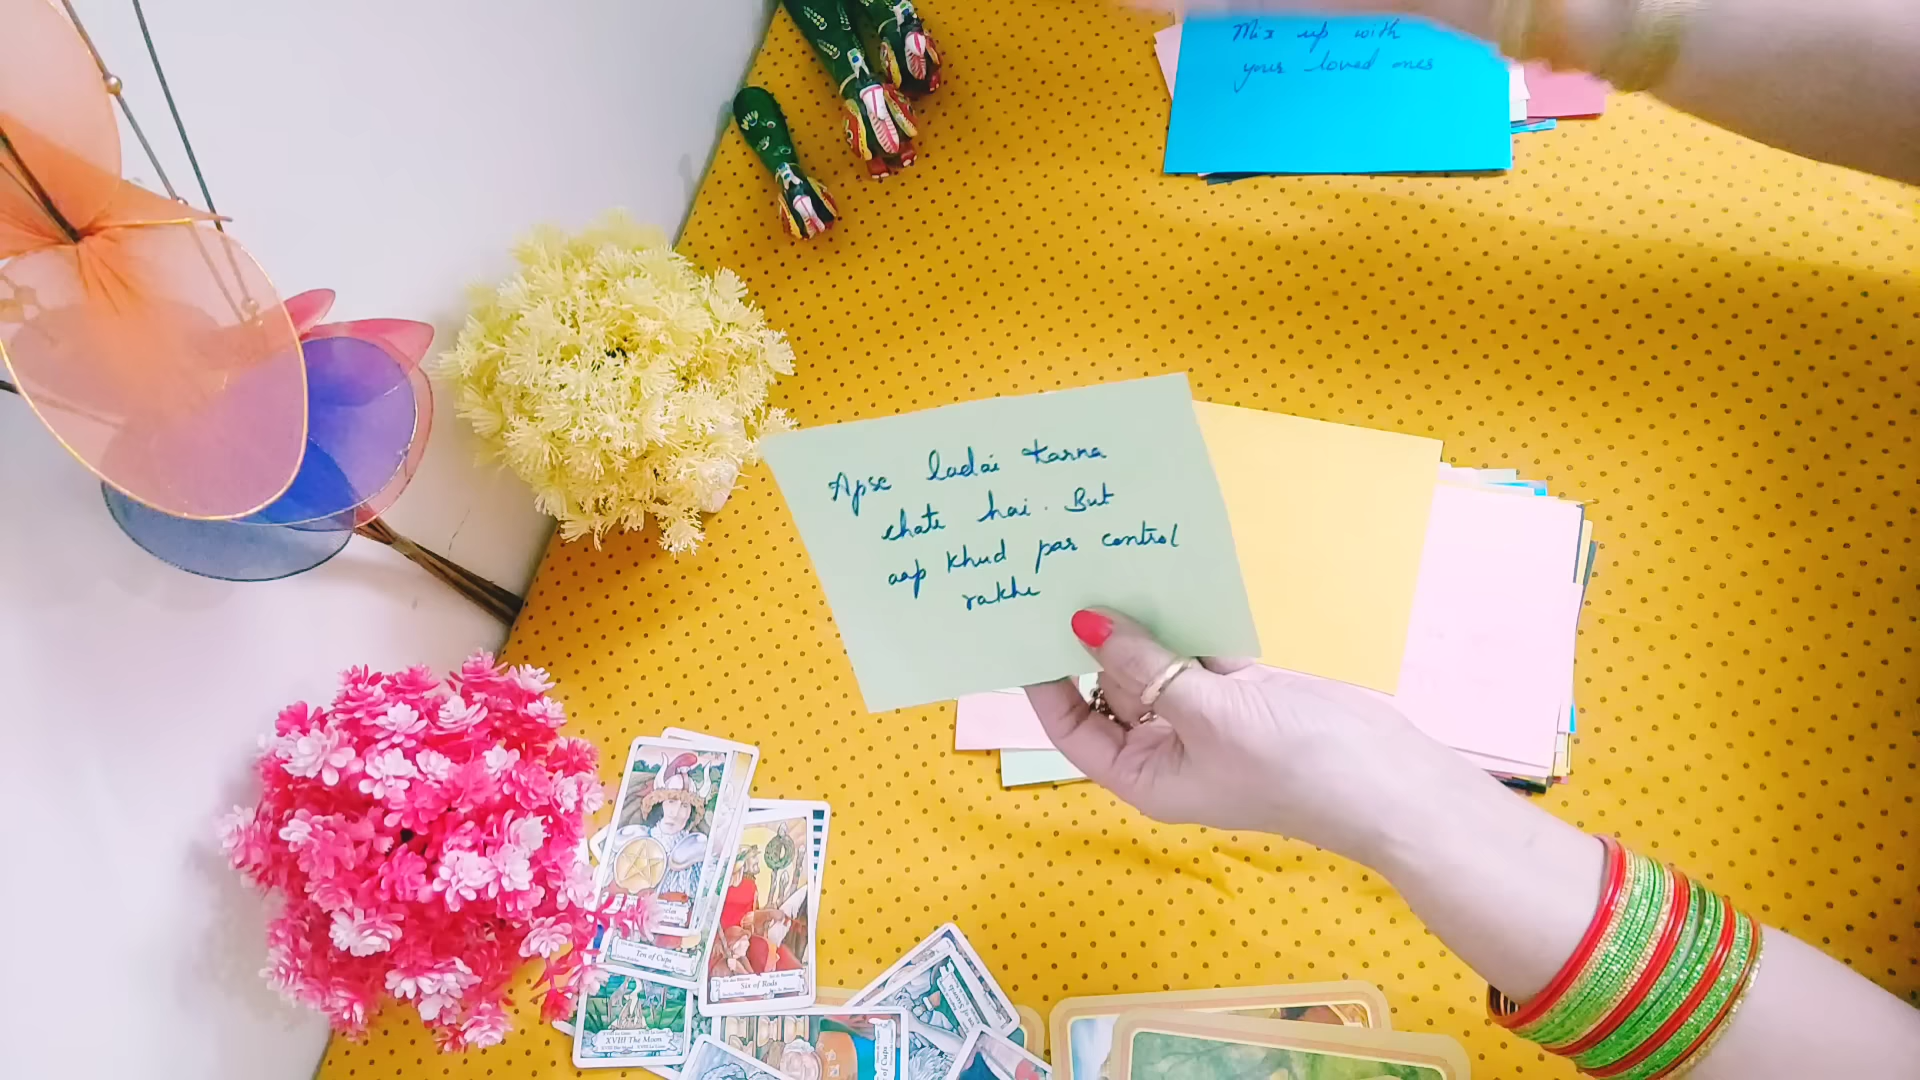 Mix up with
your loved ones
Apse ladai karna
chate hai. But
aap khud par control
rakhe
Ten of Cups
Six of Rods
XVIII The Moon